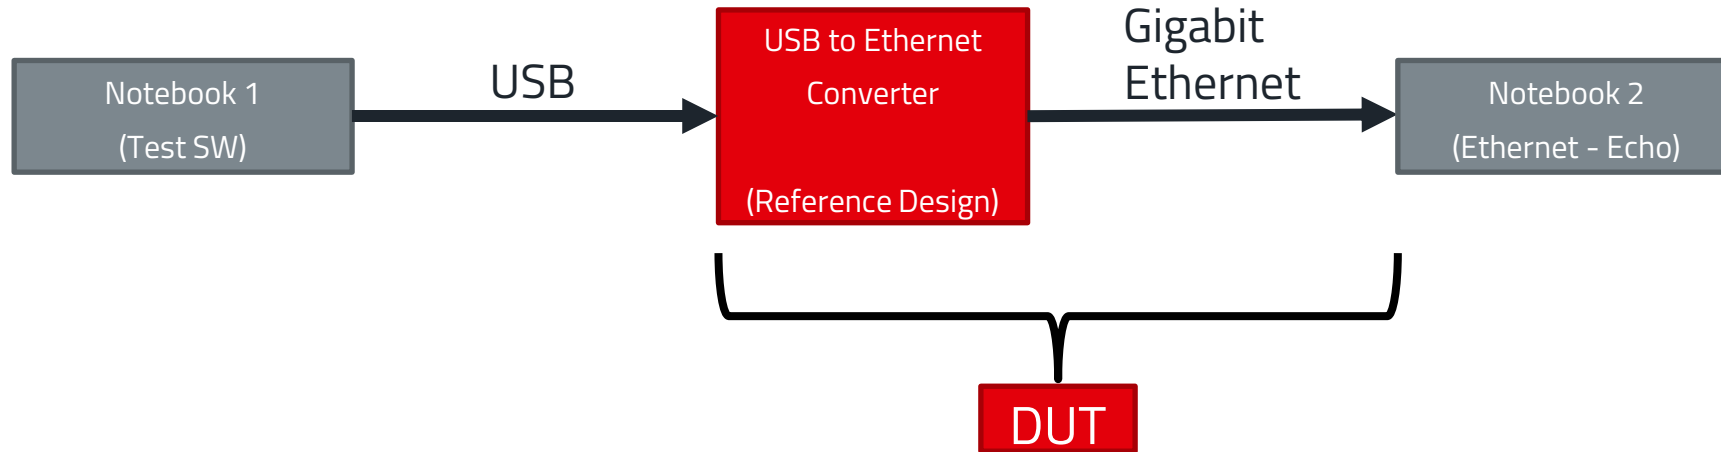 Notebook 1
(Test SW)
USB
USB to Ethernet
Converter
(Reference Design)
Gigabit
Ethernet
Notebook 2
(Ethernet - Echo)
DUT